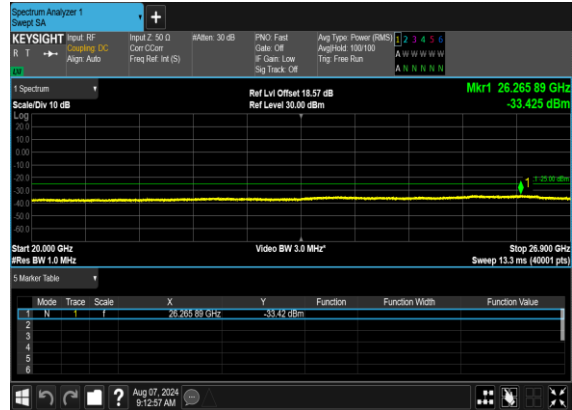 Spectrum Analyzer 1
Swept SA
+
KEYSIGHT Input: RF Input Z: 50 Ω #Atten: 30 dB PNO: Fast Avg Type: Power (RMS) 1 2 3 4 5 6
R T Coupling: DC Corr CCorr Gate: Off Avg|Hold: 100/100 A W W W W W
Align: Auto Freq Ref: Int (S) IF Gain: Low Trig: Free Run
Sig Track: Off A N N N N N
1 Spectrum Ref Lvl Offset 18.57 dB Mkr1 26.265 89 GHz
Scale/Div 10 dB Ref Level 30.00 dBm -33.425 dBm
Log
20.0
10.0
0.00
-10.0
-20.0
1 -25.00 dBm
-30.0
-40.0
-50.0
-60.0
Start 20.000 GHz Video BW 3.0 MHz* Stop 26.900 GHz
#Res BW 1.0 MHz Sweep 13.3 ms (40001 pts)
5 Marker Table
Mode Trace Scale X Y Function Function Width Function Value
1 N 1 f 26.265 89 GHz -33.42 dBm
2
3
4
5
6
? Aug 07, 2024
9:12:57 AM